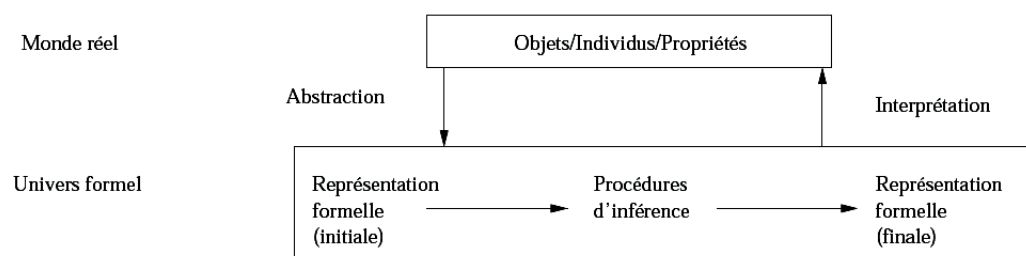 Monde réel
Objets/Individus/Propriétés
Abstraction
Interprétation
Univers formel
Représentation
formelle
(initiale)
Procédures
d'inférence
Représentation
formelle
(finale)